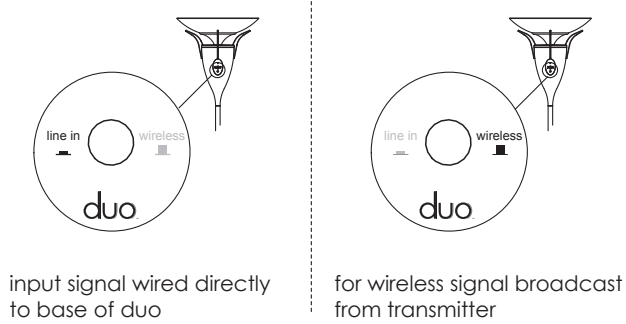 line in
wireless
duo
input signal wired directly
to base of duo
line in
wireless
duo
for wireless signal broadcast
from transmitter